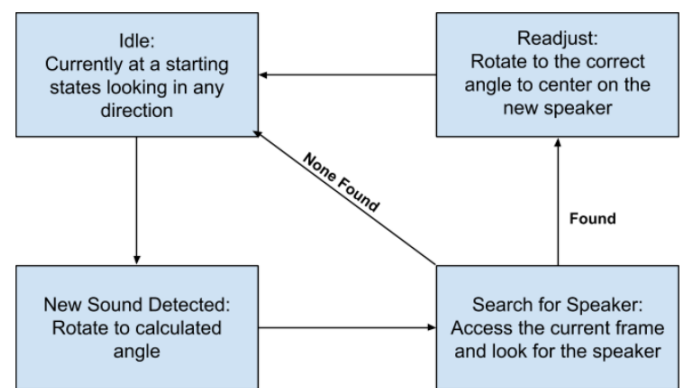 Idle:
Currently at a starting
states looking in any
direction
Readjust:
Rotate to the correct
angle to center on the
new speaker
None Found
Found
New Sound Detected:
Rotate to calculated
angle
Search for Speaker:
Access the current frame
and look for the speaker